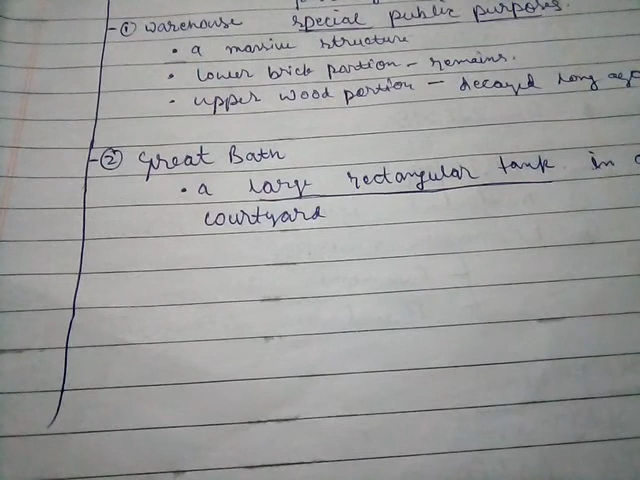 ① warehouse special public purposes.
• a massive structure
• lower brick portion - remains.
• upper wood portion - decayed long ago
② Great Bath
• a large rectangular tank in
courtyard